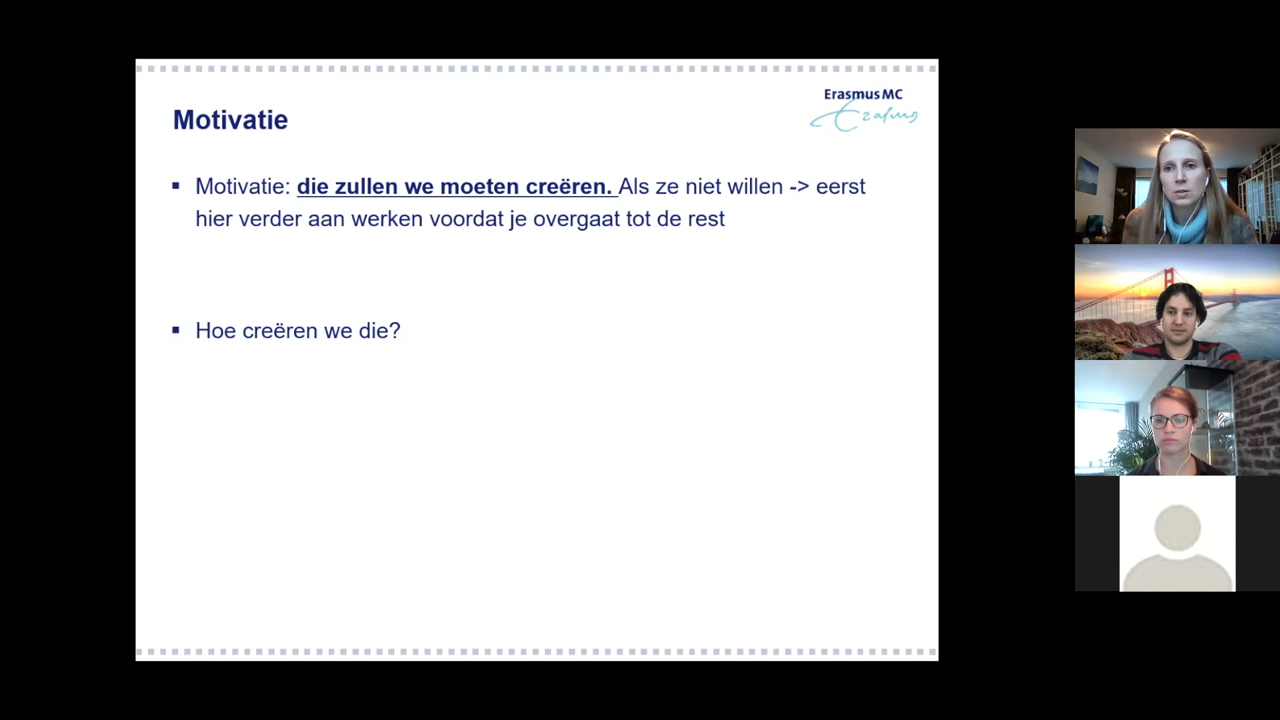 Erasmus MC
Erasmus
Motivatie
▪ Motivatie: die zullen we moeten creëren. Als ze niet willen -> eerst
hier verder aan werken voordat je overgaat tot de rest
▪ Hoe creëren we die?